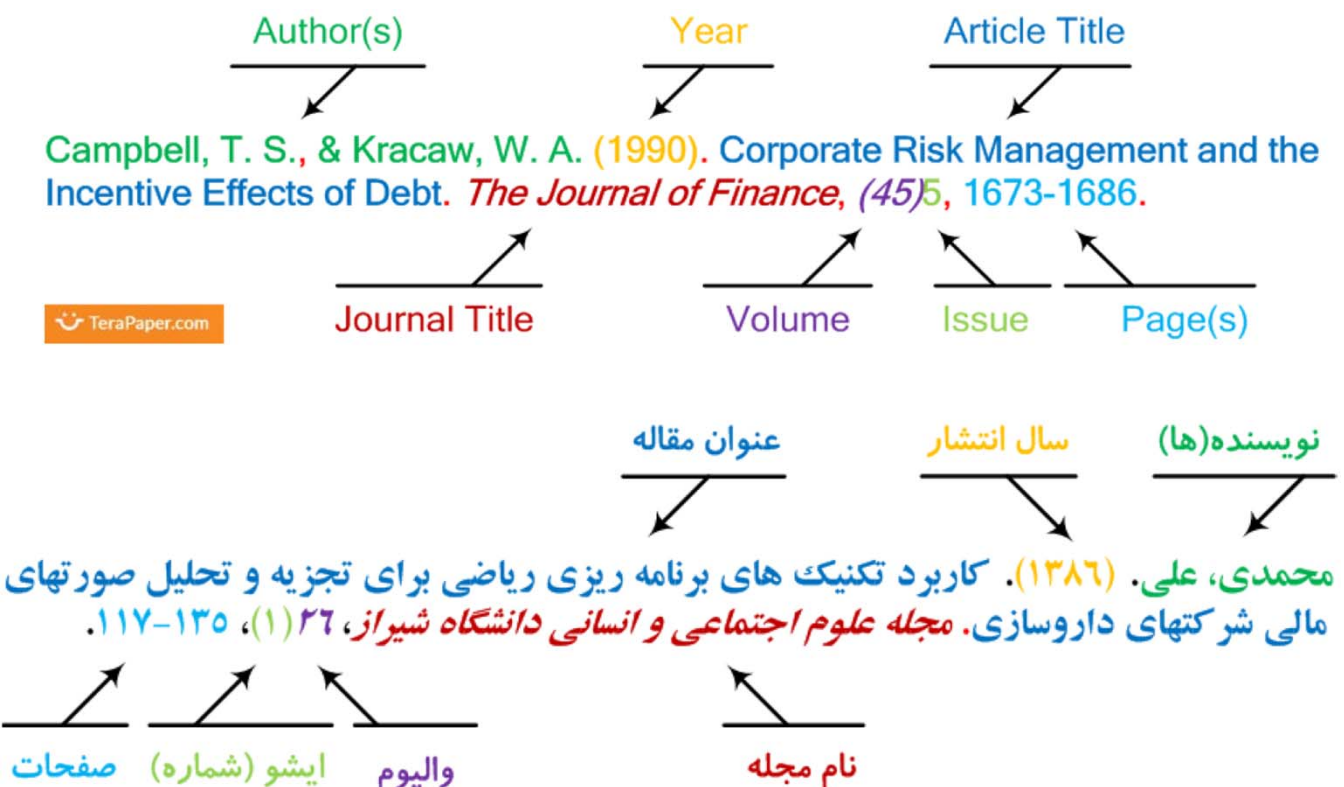 Author(s) Year Article Title
Campbell, T. S., & Kracaw, W. A. (1990). Corporate Risk Management and the
Incentive Effects of Debt. The Journal of Finance, (45)5, 1673-1686.
TeraPaper.com Journal Title Volume Issue Page(s)
نویسنده(ها) سال انتشار عنوان مقاله
محمدی، علی. (۱۳۸۶). کاربرد تکنیک های برنامه ریزی ریاضی برای تجزیه و تحلیل صورتهای
مالی شرکتهای داروسازی. مجله علوم اجتماعی و انسانی دانشگاه شیراز، ۲۶(۱)، ۱۳۵-۱۱۷.
نام مجله والیوم ایشو (شماره) صفحات